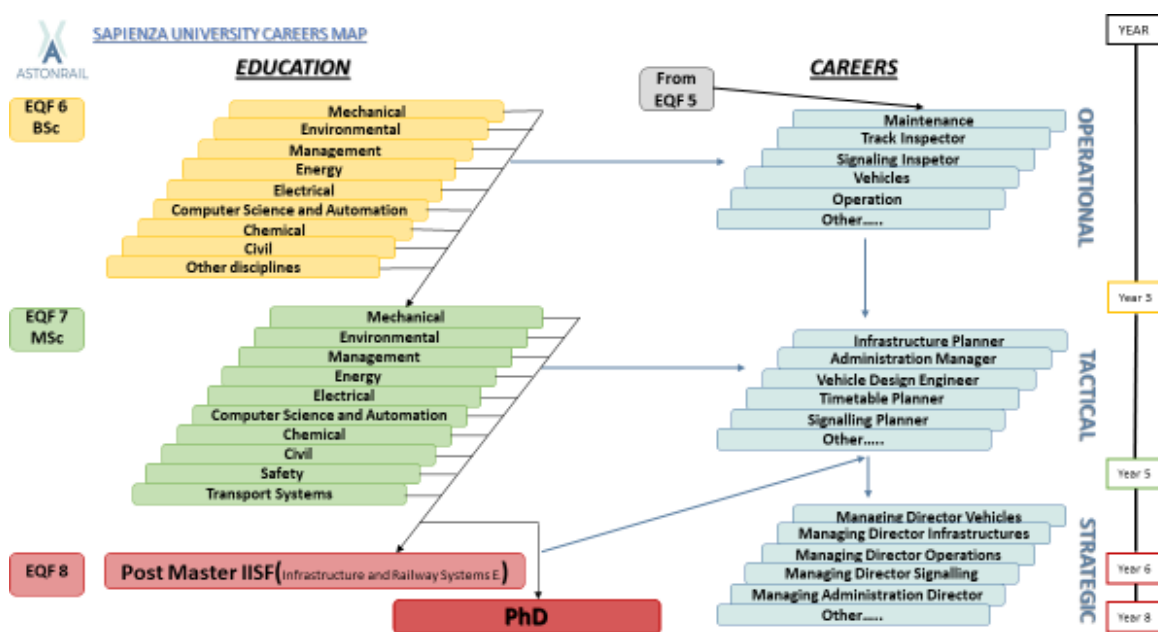 SAPIENZA UNIVERSITY CAREERS MAP
ASTONRAIL
EDUCATION
CAREERS
YEAR
From
EQF 5
EQF 6
BSc
Mechanical
Environmental
Management
Energy
Electrical
Computer Science and Automation
Chemical
Civil
Other disciplines
Maintenance
Track Inspector
Signaling Inspetor
Vehicles
Operation
Other.....
OPERATIONAL
Year 3
EQF 7
MSc
Mechanical
Environmental
Management
Energy
Electrical
Computer Science and Automation
Chemical
Civil
Safety
Transport Systems
Infrastructure Planner
Administration Manager
Vehicle Design Engineer
Timetable Planner
Signalling Planner
Other.....
TACTICAL
Year 5
EQF 8
Post Master IISF(Infrastructure and Railway Systems E)
PhD
Managing Director Vehicles
Managing Director Infrastructures
Managing Director Operations
Managing Director Signalling
Managing Administration Director
Other.....
STRATEGIC
Year 6
Year 8